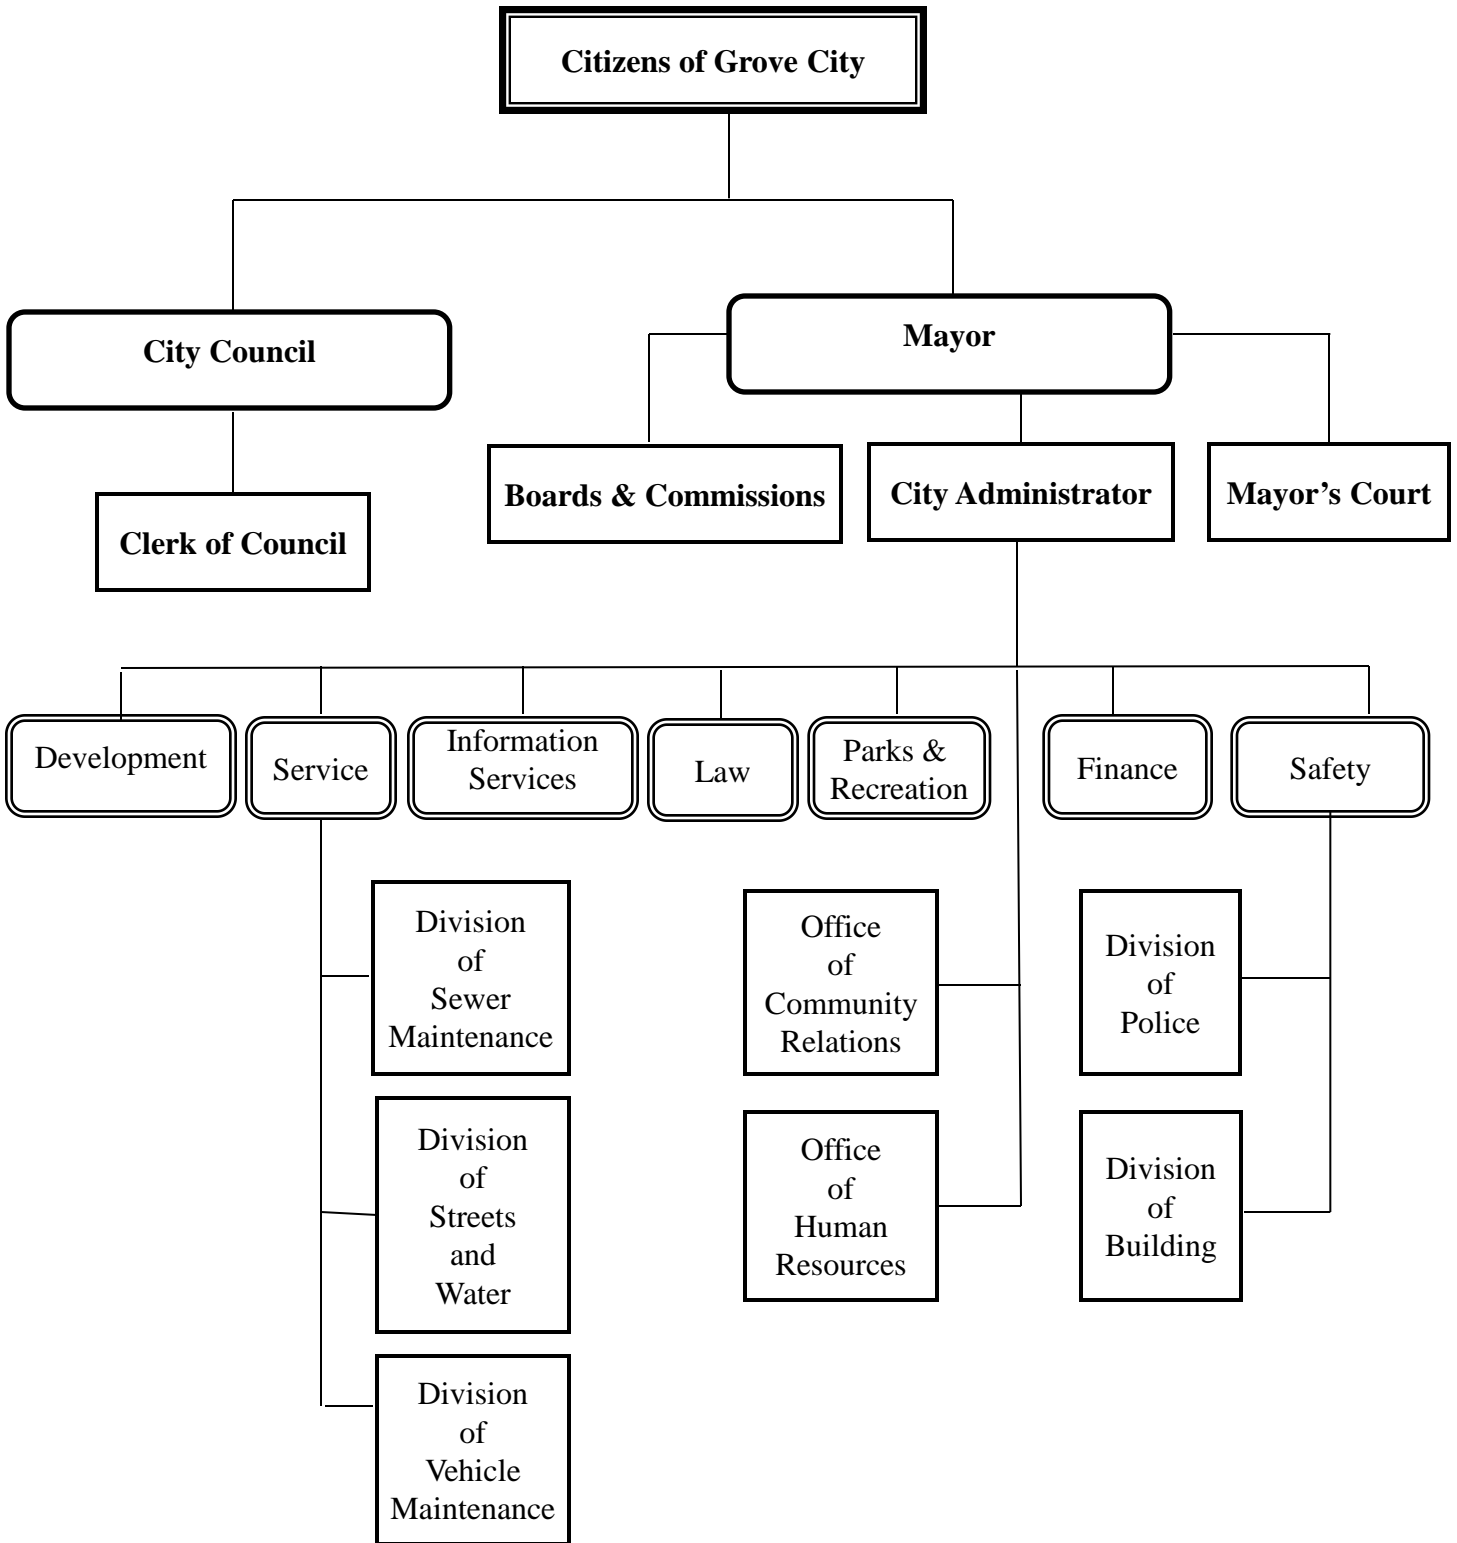 Citizens of Grove City
City Council
Mayor
Boards & Commissions
City Administrator
Mayor’s Court
Clerk of Council
Development
Service
Information
Services
Law
Parks &
Recreation
Finance
Safety
Division
of
Sewer
Maintenance
Division
of
Streets
and
Water
Division
of
Vehicle
Maintenance
Office
of
Community
Relations
Office
of
Human
Resources
Division
of
Police
Division
of
Building